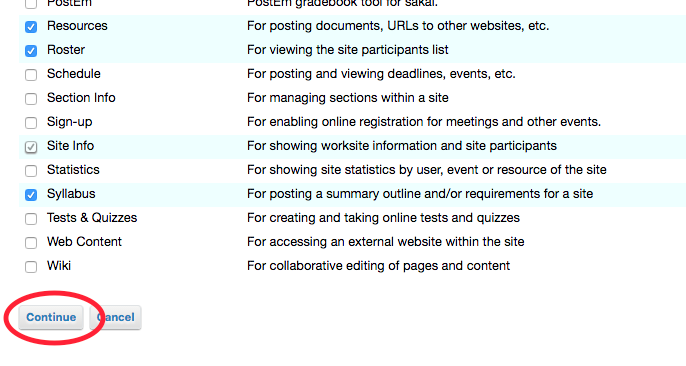 PostEm PostEm gradebook tool for sakai.
Resources For posting documents, URLs to other websites, etc.
Roster For viewing the site participants list
Schedule For posting and viewing deadlines, events, etc.
Section Info For managing sections within a site
Sign-up For enabling online registration for meetings and other events.
Site Info For showing worksite information and site participants
Statistics For showing site statistics by user, event or resource of the site
Syllabus For posting a summary outline and/or requirements for a site
Tests & Quizzes For creating and taking online tests and quizzes
Web Content For accessing an external website within the site
Wiki For collaborative editing of pages and content
Continue Cancel